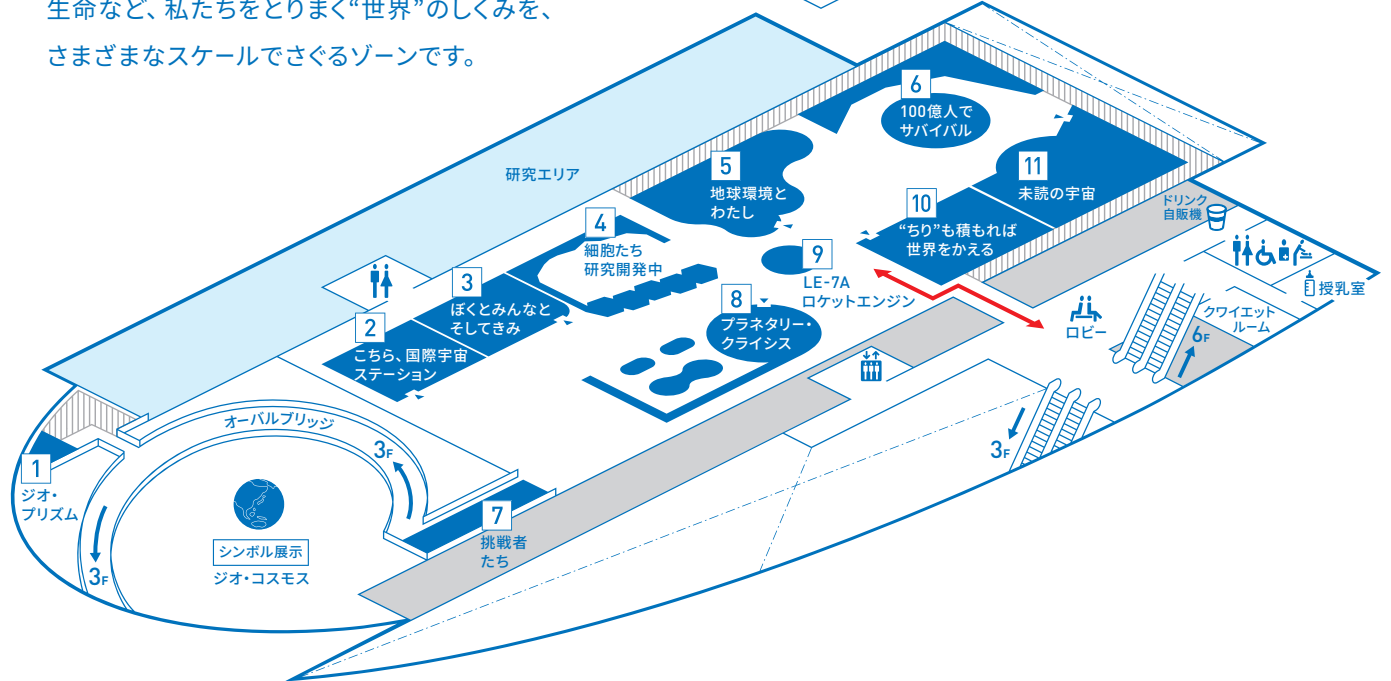 生命など、私たちをとりまく“世界”のしくみを、
さまざまなスケールでさぐるゾーンです。
研究エリア
6
100億人で
サバイバル
5
地球環境と
わたし
11
未読の宇宙
10
“ちり”も積もれば
世界をかえる
ドリンク
自販機
授乳室
クワイエット
ルーム
6F
ロビー
4
細胞たち
研究開発中
9
LE-7A
ロケットエンジン
3
ぼくとみんなと
そしてきみ
8
プラネタリー・
クライシス
2
こちら、国際宇宙
ステーション
オーバルブリッジ
3F
3F
3F
1
ジオ・
プリズム
7
挑戦者
たち
シンボル展示
ジオ・コスモス